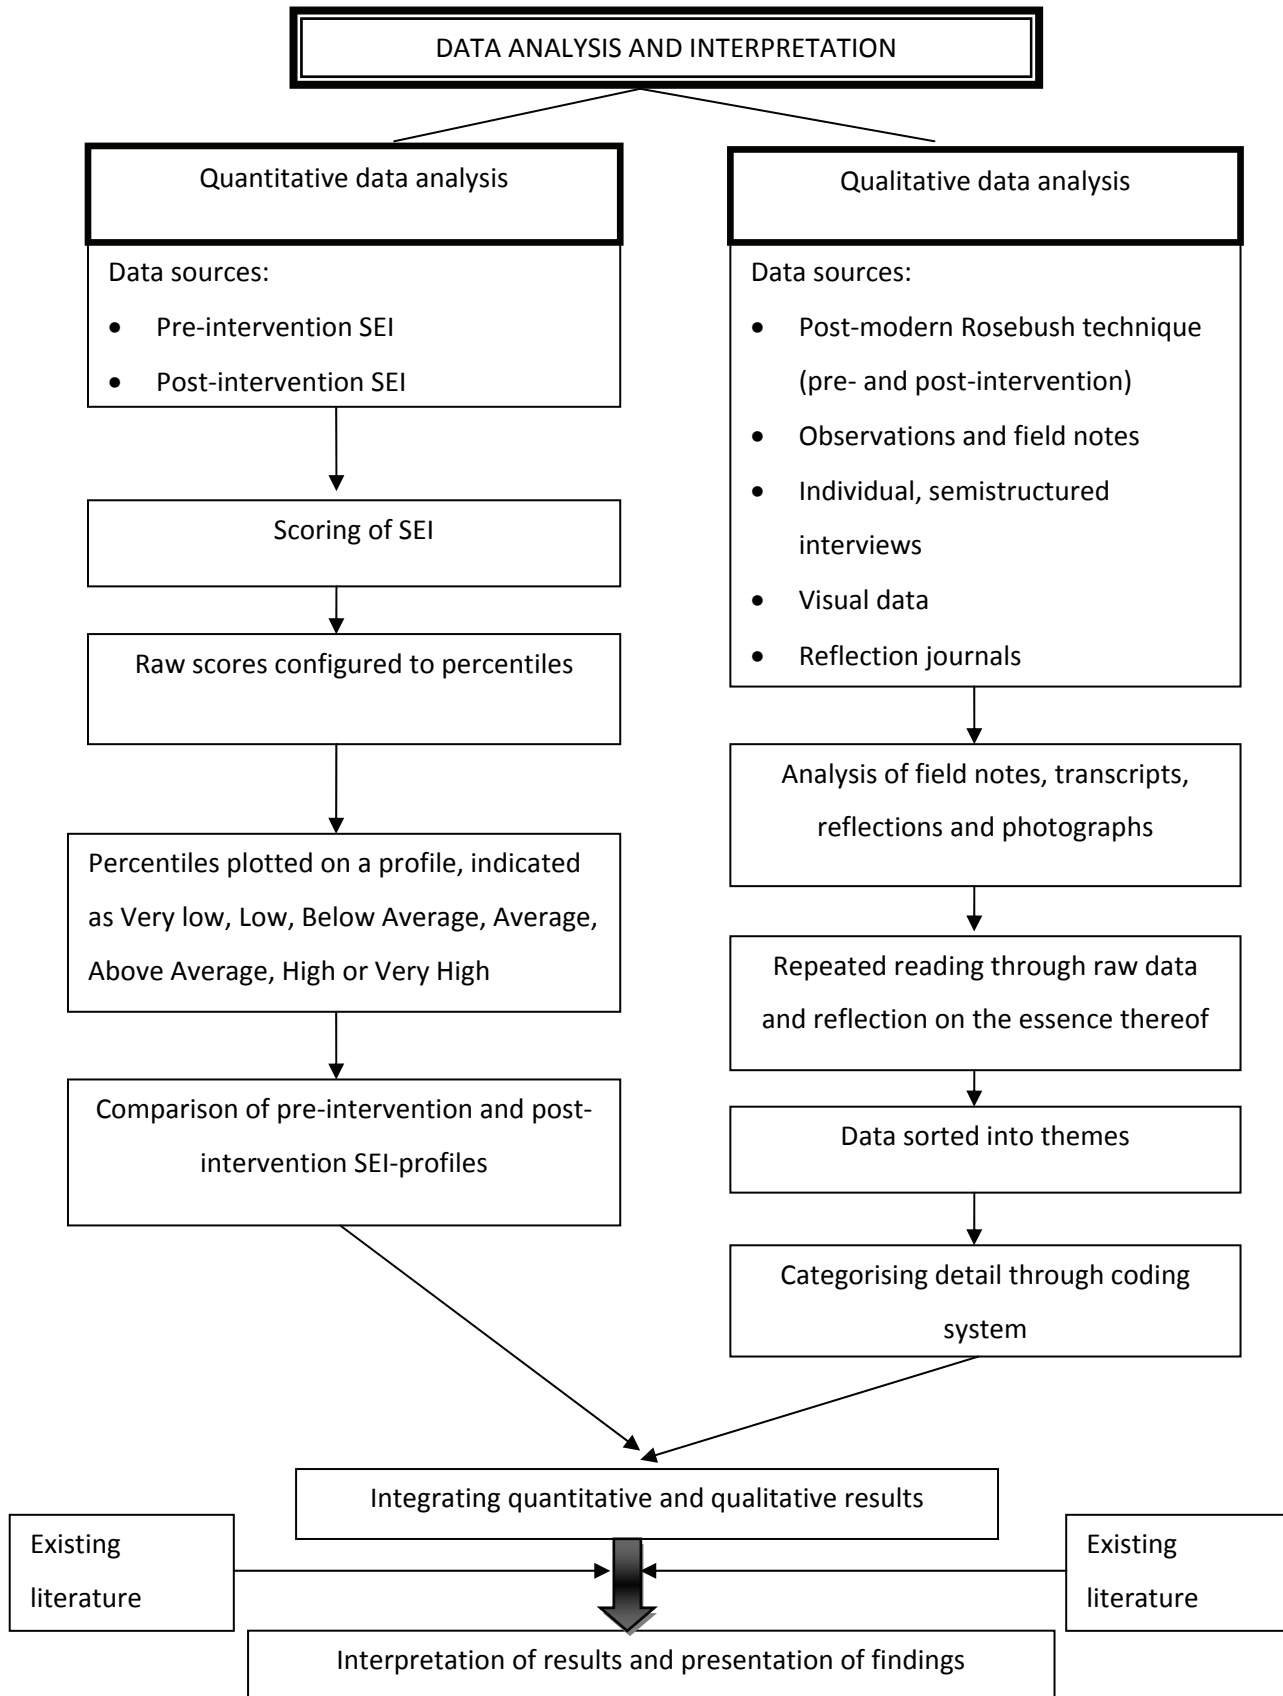 DATA ANALYSIS AND INTERPRETATION
Quantitative data analysis
Data sources:
• Pre-intervention SEI
• Post-intervention SEI
Scoring of SEI
Raw scores configured to percentiles
Percentiles plotted on a profile, indicated
as Very low, Low, Below Average, Average,
Above Average, High or Very High
Comparison of pre-intervention and post-
intervention SEI-profiles
Qualitative data analysis
Data sources:
• Post-modern Rosebush technique
(pre- and post-intervention)
• Observations and field notes
• Individual, semistructured
interviews
• Visual data
• Reflection journals
Analysis of field notes, transcripts,
reflections and photographs
Repeated reading through raw data
and reflection on the essence thereof
Data sorted into themes
Categorising detail through coding
system
Integrating quantitative and qualitative results
Existing
literature
Existing
literature
Interpretation of results and presentation of findings